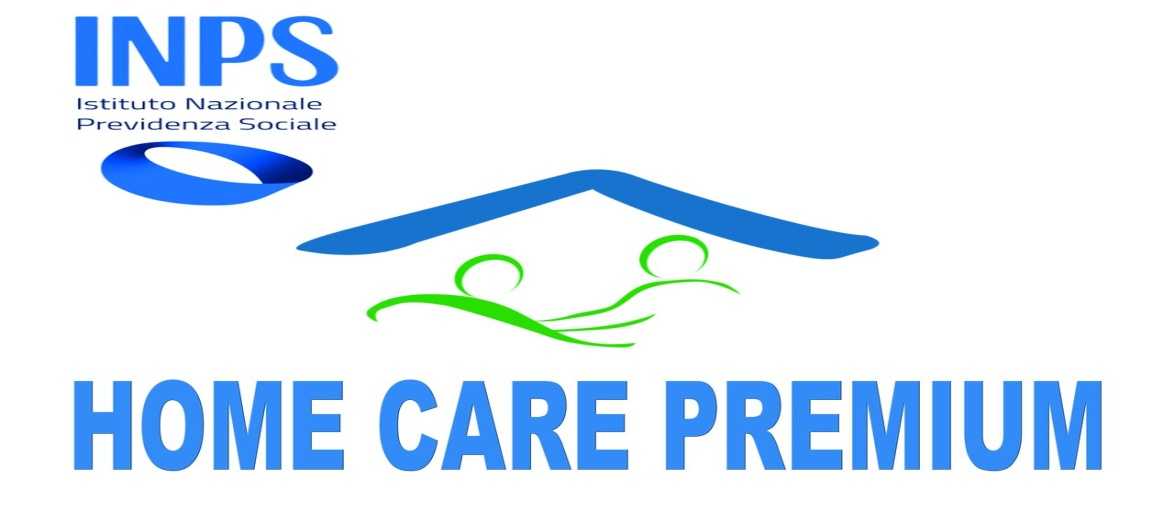 INPS
Istituto Nazionale
Previdenza Sociale
HOME CARE PREMIUM